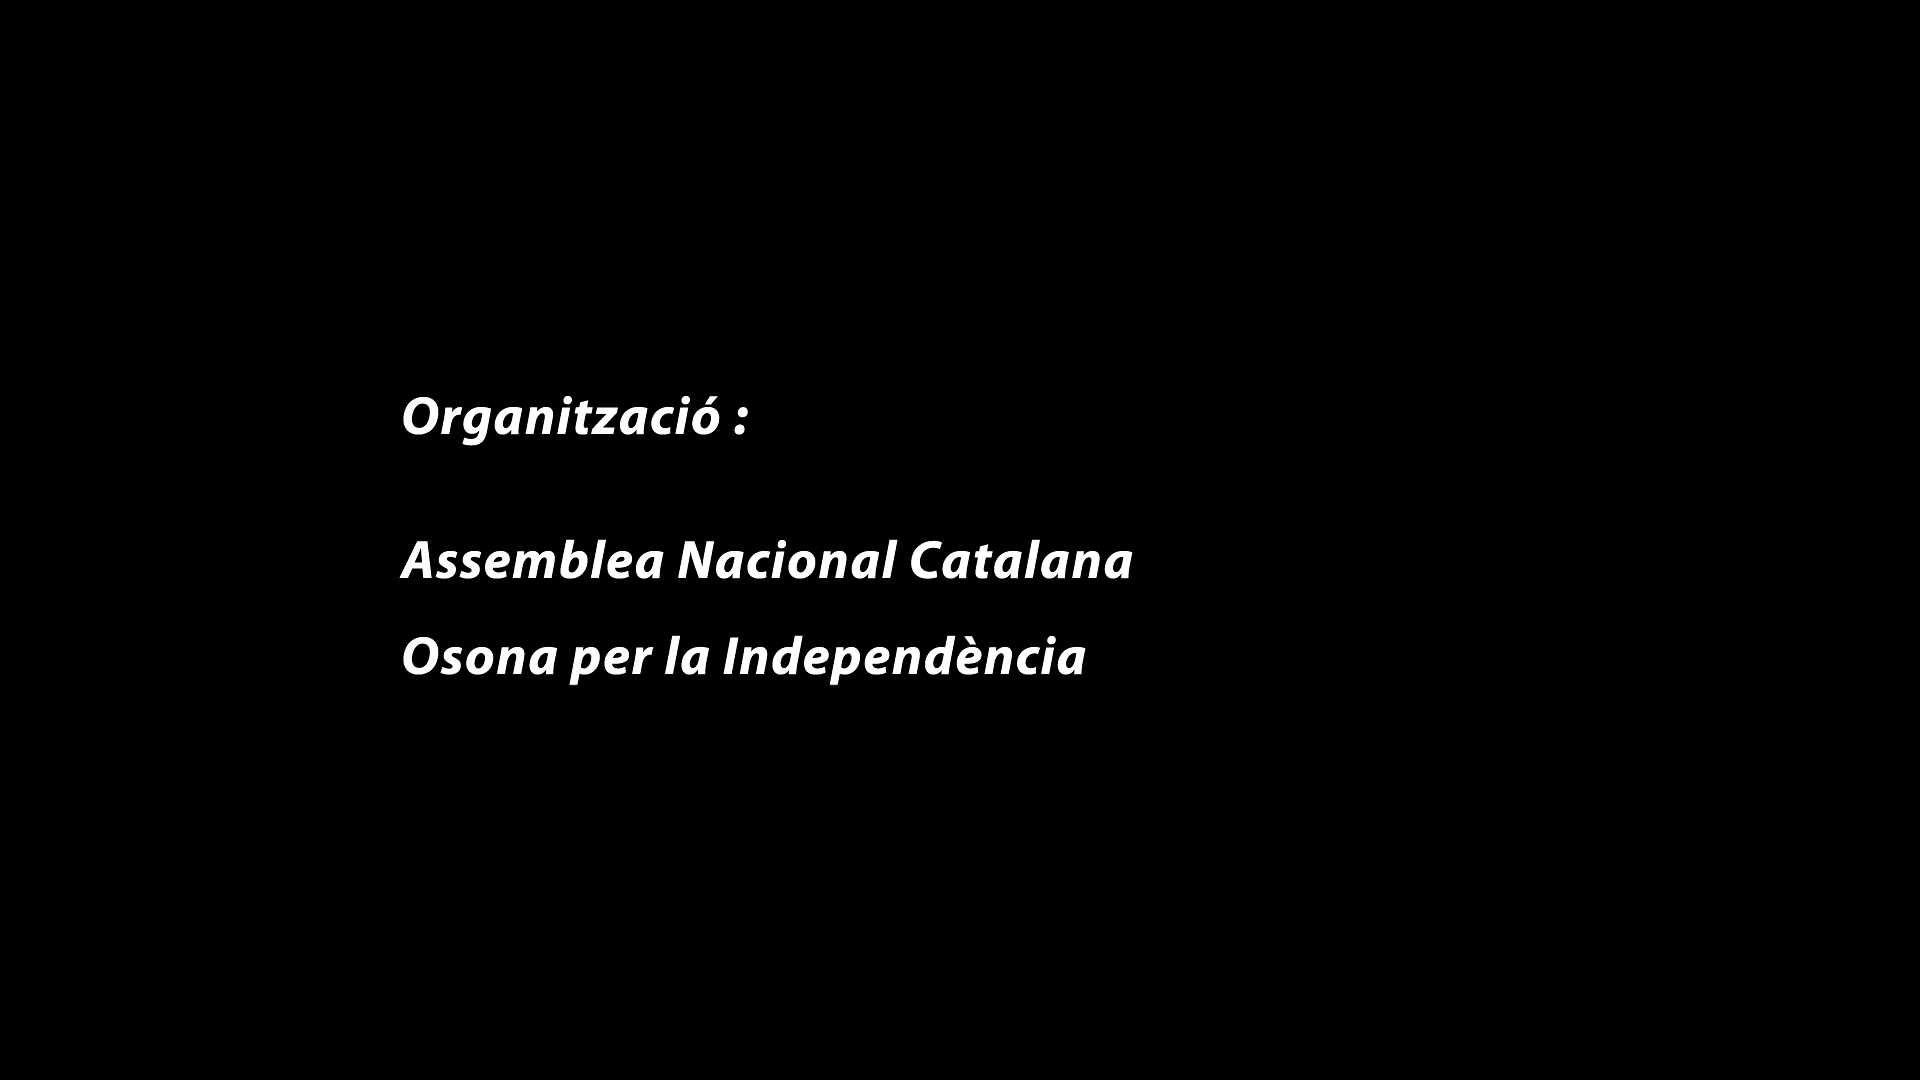 Organització :
Assemblea Nacional Catalana
Osona per la Independència